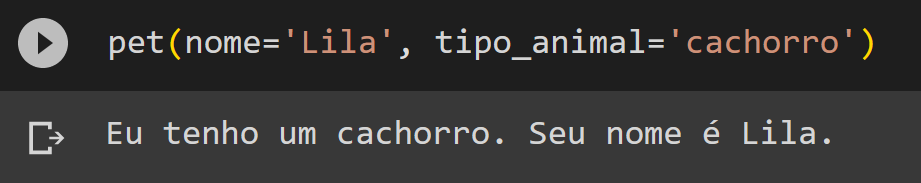 pet(nome='Lila', tipo_animal='cachorro')
Eu tenho um cachorro. Seu nome é Lila.